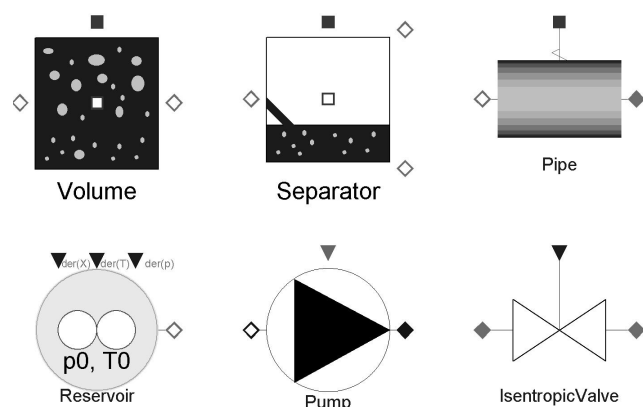 Volume
Separator
Pipe
der(X) der(T) der(p)
p0, T0
Reservoir
Pump
IsentropicValve